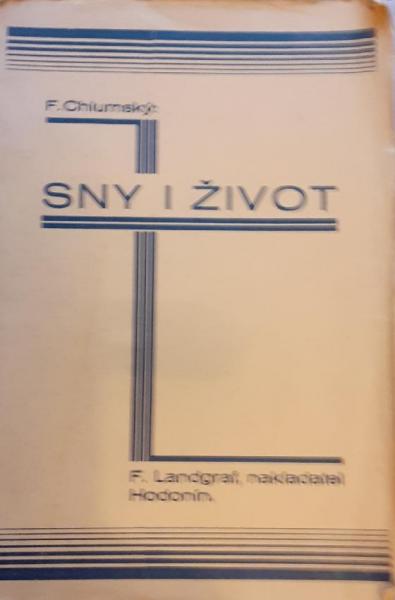 F. Chlumský:
SNY I ŽIVOT
F. Landgraf, nakladatel
Hodonín.